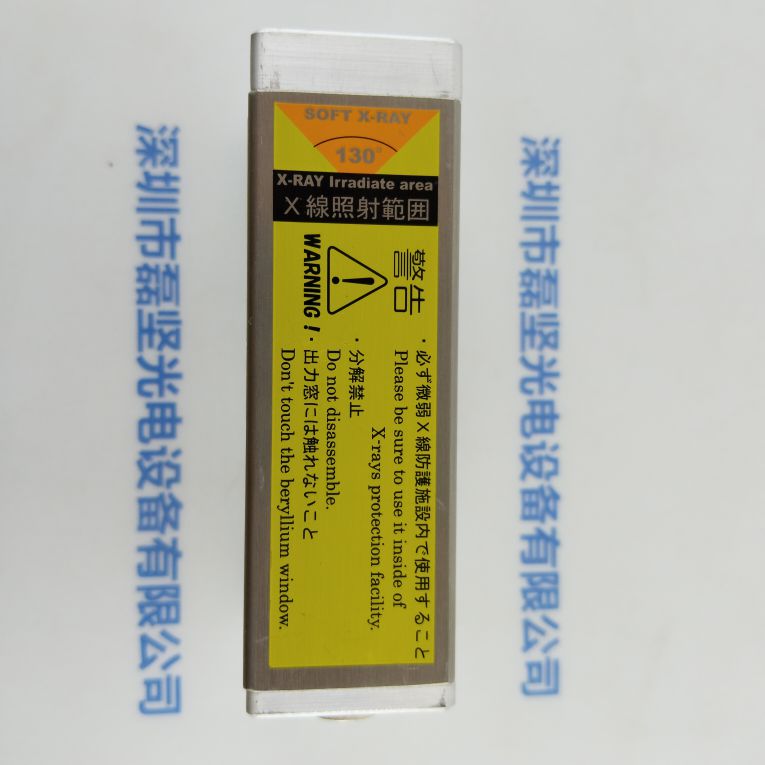 SOFT X-RAY
130°
X-RAY Irradiate area
X線照射範囲
警告
WARNING!
・必ず微弱X線防護施設内で使用すること
Please be sure to use it inside of
X-rays protection facility.
・分解禁止
Do not disassemble.
・出力窓には触れないこと
Don't touch the beryllium window.
深圳市磊坚光电设备有限公司
深圳市磊坚光电设备有限公司